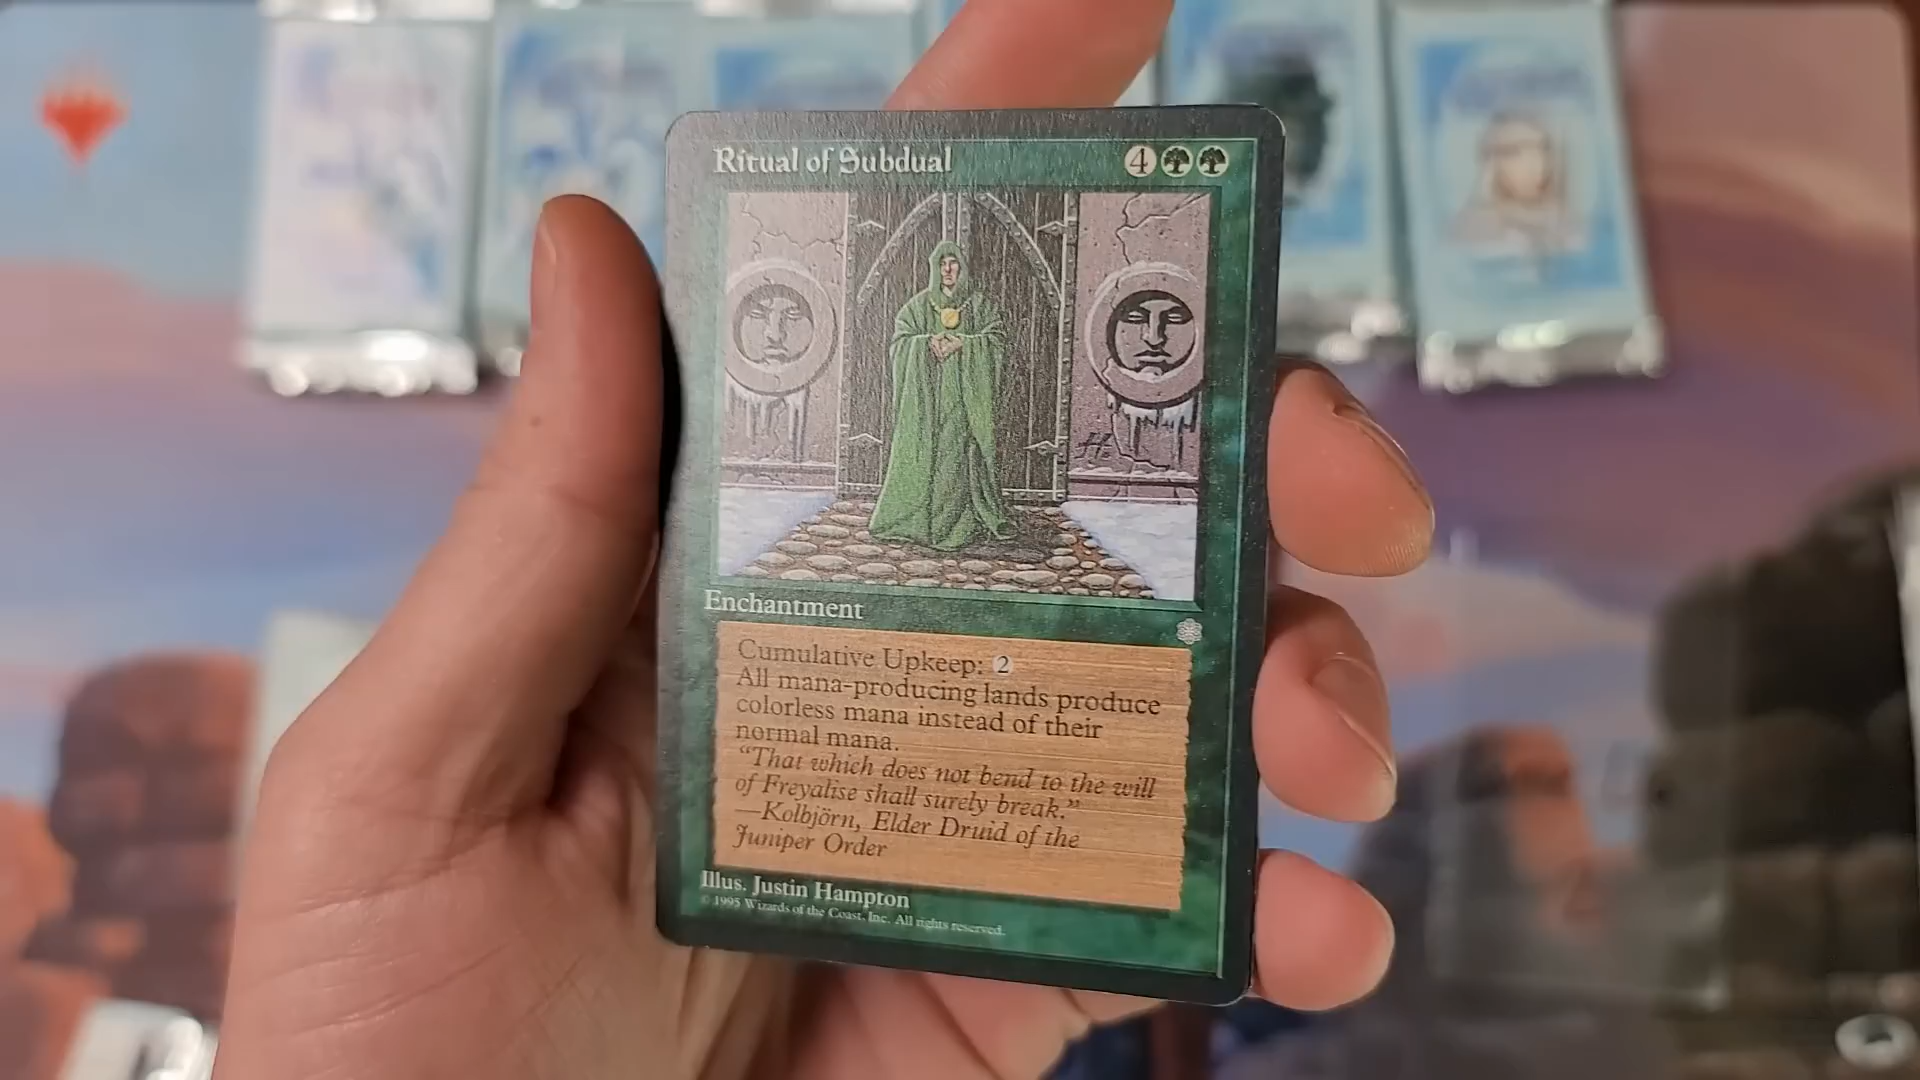 Ritual of Subdual 4
Enchantment
Cumulative Upkeep: 2
All mana-producing lands produce
colorless mana instead of their
normal mana.
“That which does not bend to the will
of Freyalise shall surely break.”
—Kolbjörn, Elder Druid of the
Juniper Order
Illus. Justin Hampton
© 1995 Wizards of the Coast, Inc. All rights reserved.
H.